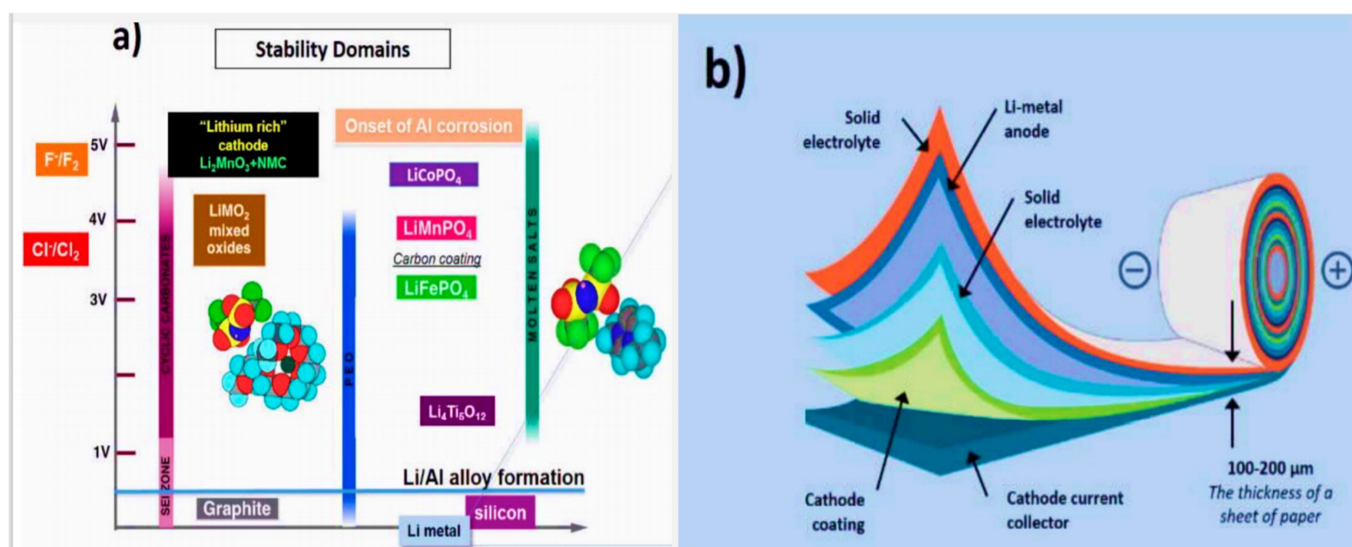 a)
Stability Domains
"Lithium rich"
cathode
Li₂MnO₃+NMC
Onset of Al corrosion
5V
F⁻/F₂
LiCoPO₄
LiMO₂
mixed
oxides
4V
LiMnPO₄
Cl⁻/Cl₂
Carbon coating
3V
LiFePO₄
CYCLIC CARBONATES
PEO
MOLTEN SALTS
Li₄Ti₅O₁₂
1V
SEI ZONE
Li/Al alloy formation
Graphite
silicon
Li metal
b)
Solid
electrolyte
Li-metal
anode
Solid
electrolyte
−
+
100-200 µm
The thickness of a
sheet of paper
Cathode
coating
Cathode current
collector